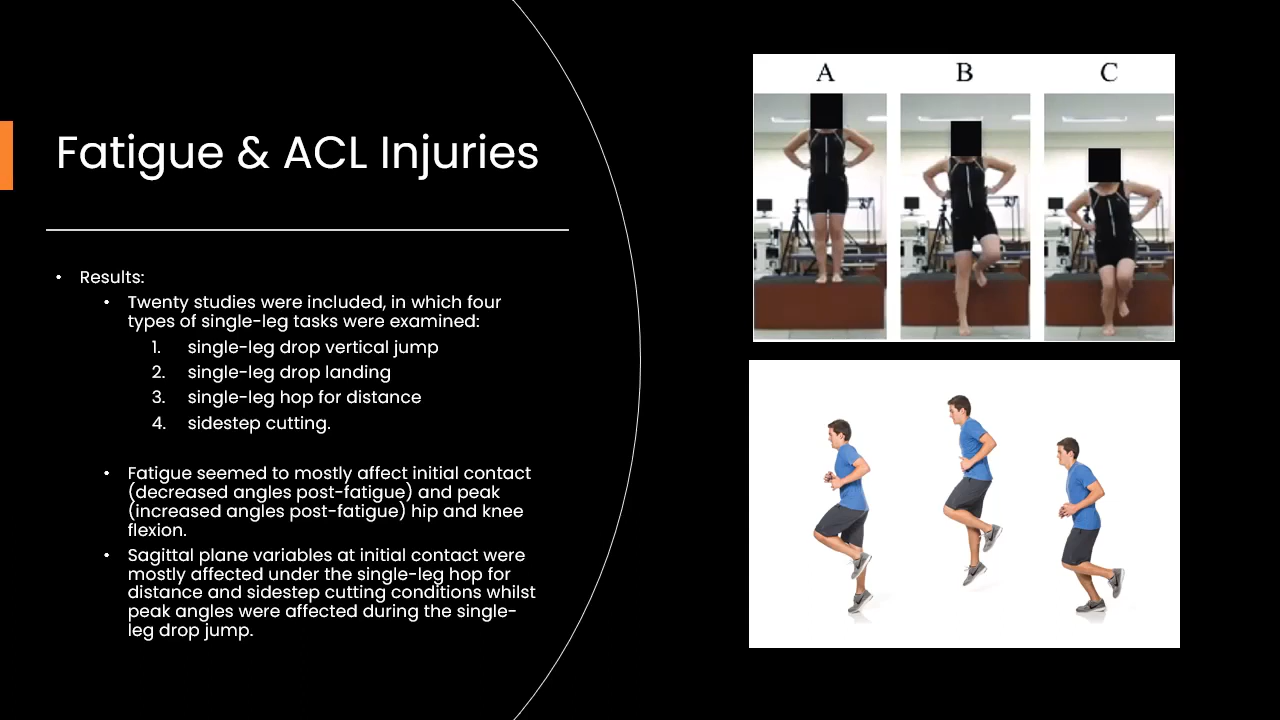 Fatigue & ACL Injuries
• Results:
• Twenty studies were included, in which four
types of single-leg tasks were examined:
1. single-leg drop vertical jump
2. single-leg drop landing
3. single-leg hop for distance
4. sidestep cutting.
• Fatigue seemed to mostly affect initial contact
(decreased angles post-fatigue) and peak
(increased angles post-fatigue) hip and knee
flexion.
• Sagittal plane variables at initial contact were
mostly affected under the single-leg hop for
distance and sidestep cutting conditions whilst
peak angles were affected during the single-
leg drop jump.
A B C